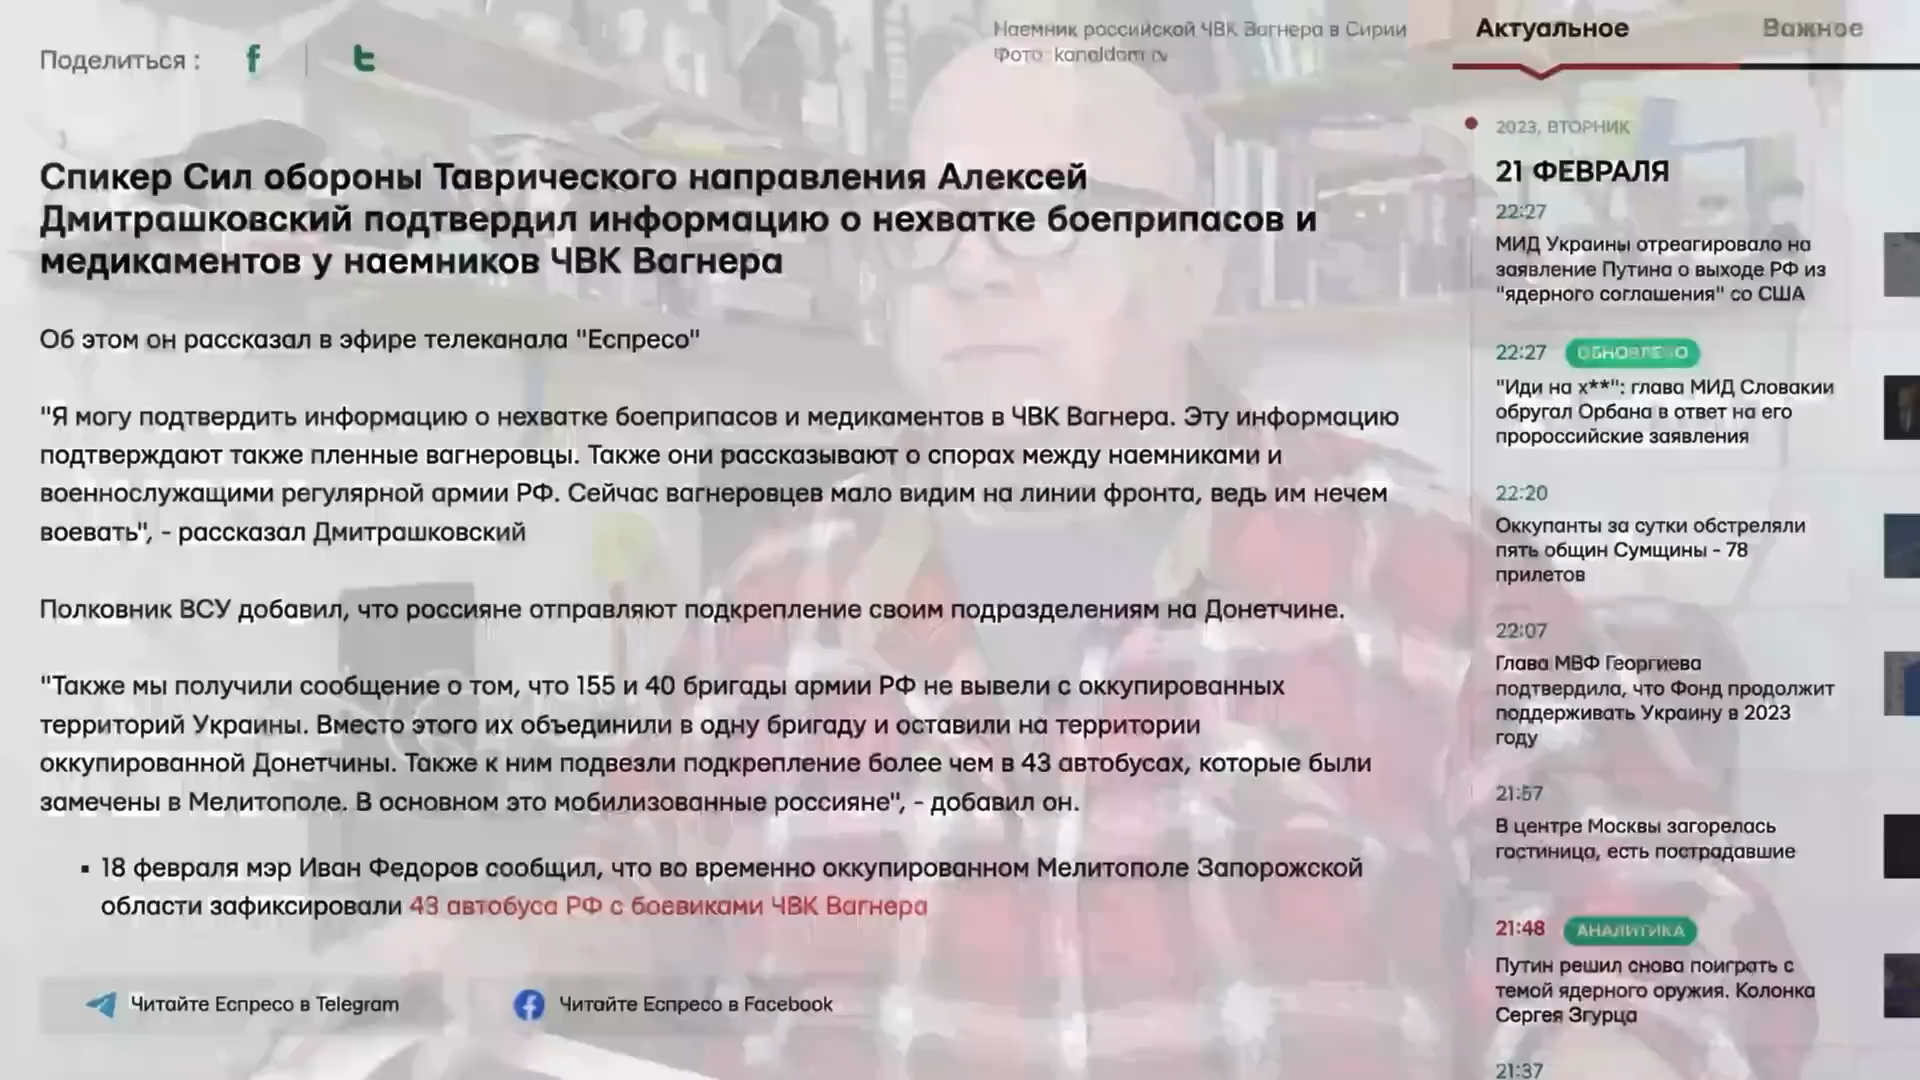 Поделиться :
Наемник российской ЧВК Вагнера в Сирии
Фото: kanaldom.tv
Спикер Сил обороны Таврического направления Алексей
Дмитрашковский подтвердил информацию о нехватке боеприпасов и
медикаментов у наемников ЧВК Вагнера
Об этом он рассказал в эфире телеканала "Еспресо"
"Я могу подтвердить информацию о нехватке боеприпасов и медикаментов в ЧВК Вагнера. Эту информацию
подтверждают также пленные вагнеровцы. Также они рассказывают о спорах между наемниками и
военнослужащими регулярной армии РФ. Сейчас вагнеровцев мало видим на линии фронта, ведь им нечем
воевать", - рассказал Дмитрашковский
Полковник ВСУ добавил, что россияне отправляют подкрепление своим подразделениям на Донетчине.
"Также мы получили сообщение о том, что 155 и 40 бригады армии РФ не вывели с оккупированных
территорий Украины. Вместо этого их объединили в одну бригаду и оставили на территории
оккупированной Донетчины. Также к ним подвезли подкрепление более чем в 43 автобусах, которые были
замечены в Мелитополе. В основном это мобилизованные россияне", - добавил он.
▪ 18 февраля мэр Иван Федоров сообщил, что во временно оккупированном Мелитополе Запорожской
области зафиксировали 43 автобуса РФ с боевиками ЧВК Вагнера
Читайте Еспресо в Telegram
Читайте Еспресо в Facebook
Актуальное
Важное
2023, ВТОРНИК
21 ФЕВРАЛЯ
22:27
МИД Украины отреагировало на
заявление Путина о выходе РФ из
"ядерного соглашения" со США
22:27 ОБНОВЛЕНО
"Иди на х**": глава МИД Словакии
обругал Орбана в ответ на его
пророссийские заявления
22:20
Оккупанты за сутки обстреляли
пять общин Сумщины - 78
прилетов
22:07
Глава МВФ Георгиева
подтвердила, что Фонд продолжит
поддерживать Украину в 2023
году
21:57
В центре Москвы загорелась
гостиница, есть пострадавшие
21:48 АНАЛИТИКА
Путин решил снова поиграть с
темой ядерного оружия. Колонка
Сергея Згурца
21:37